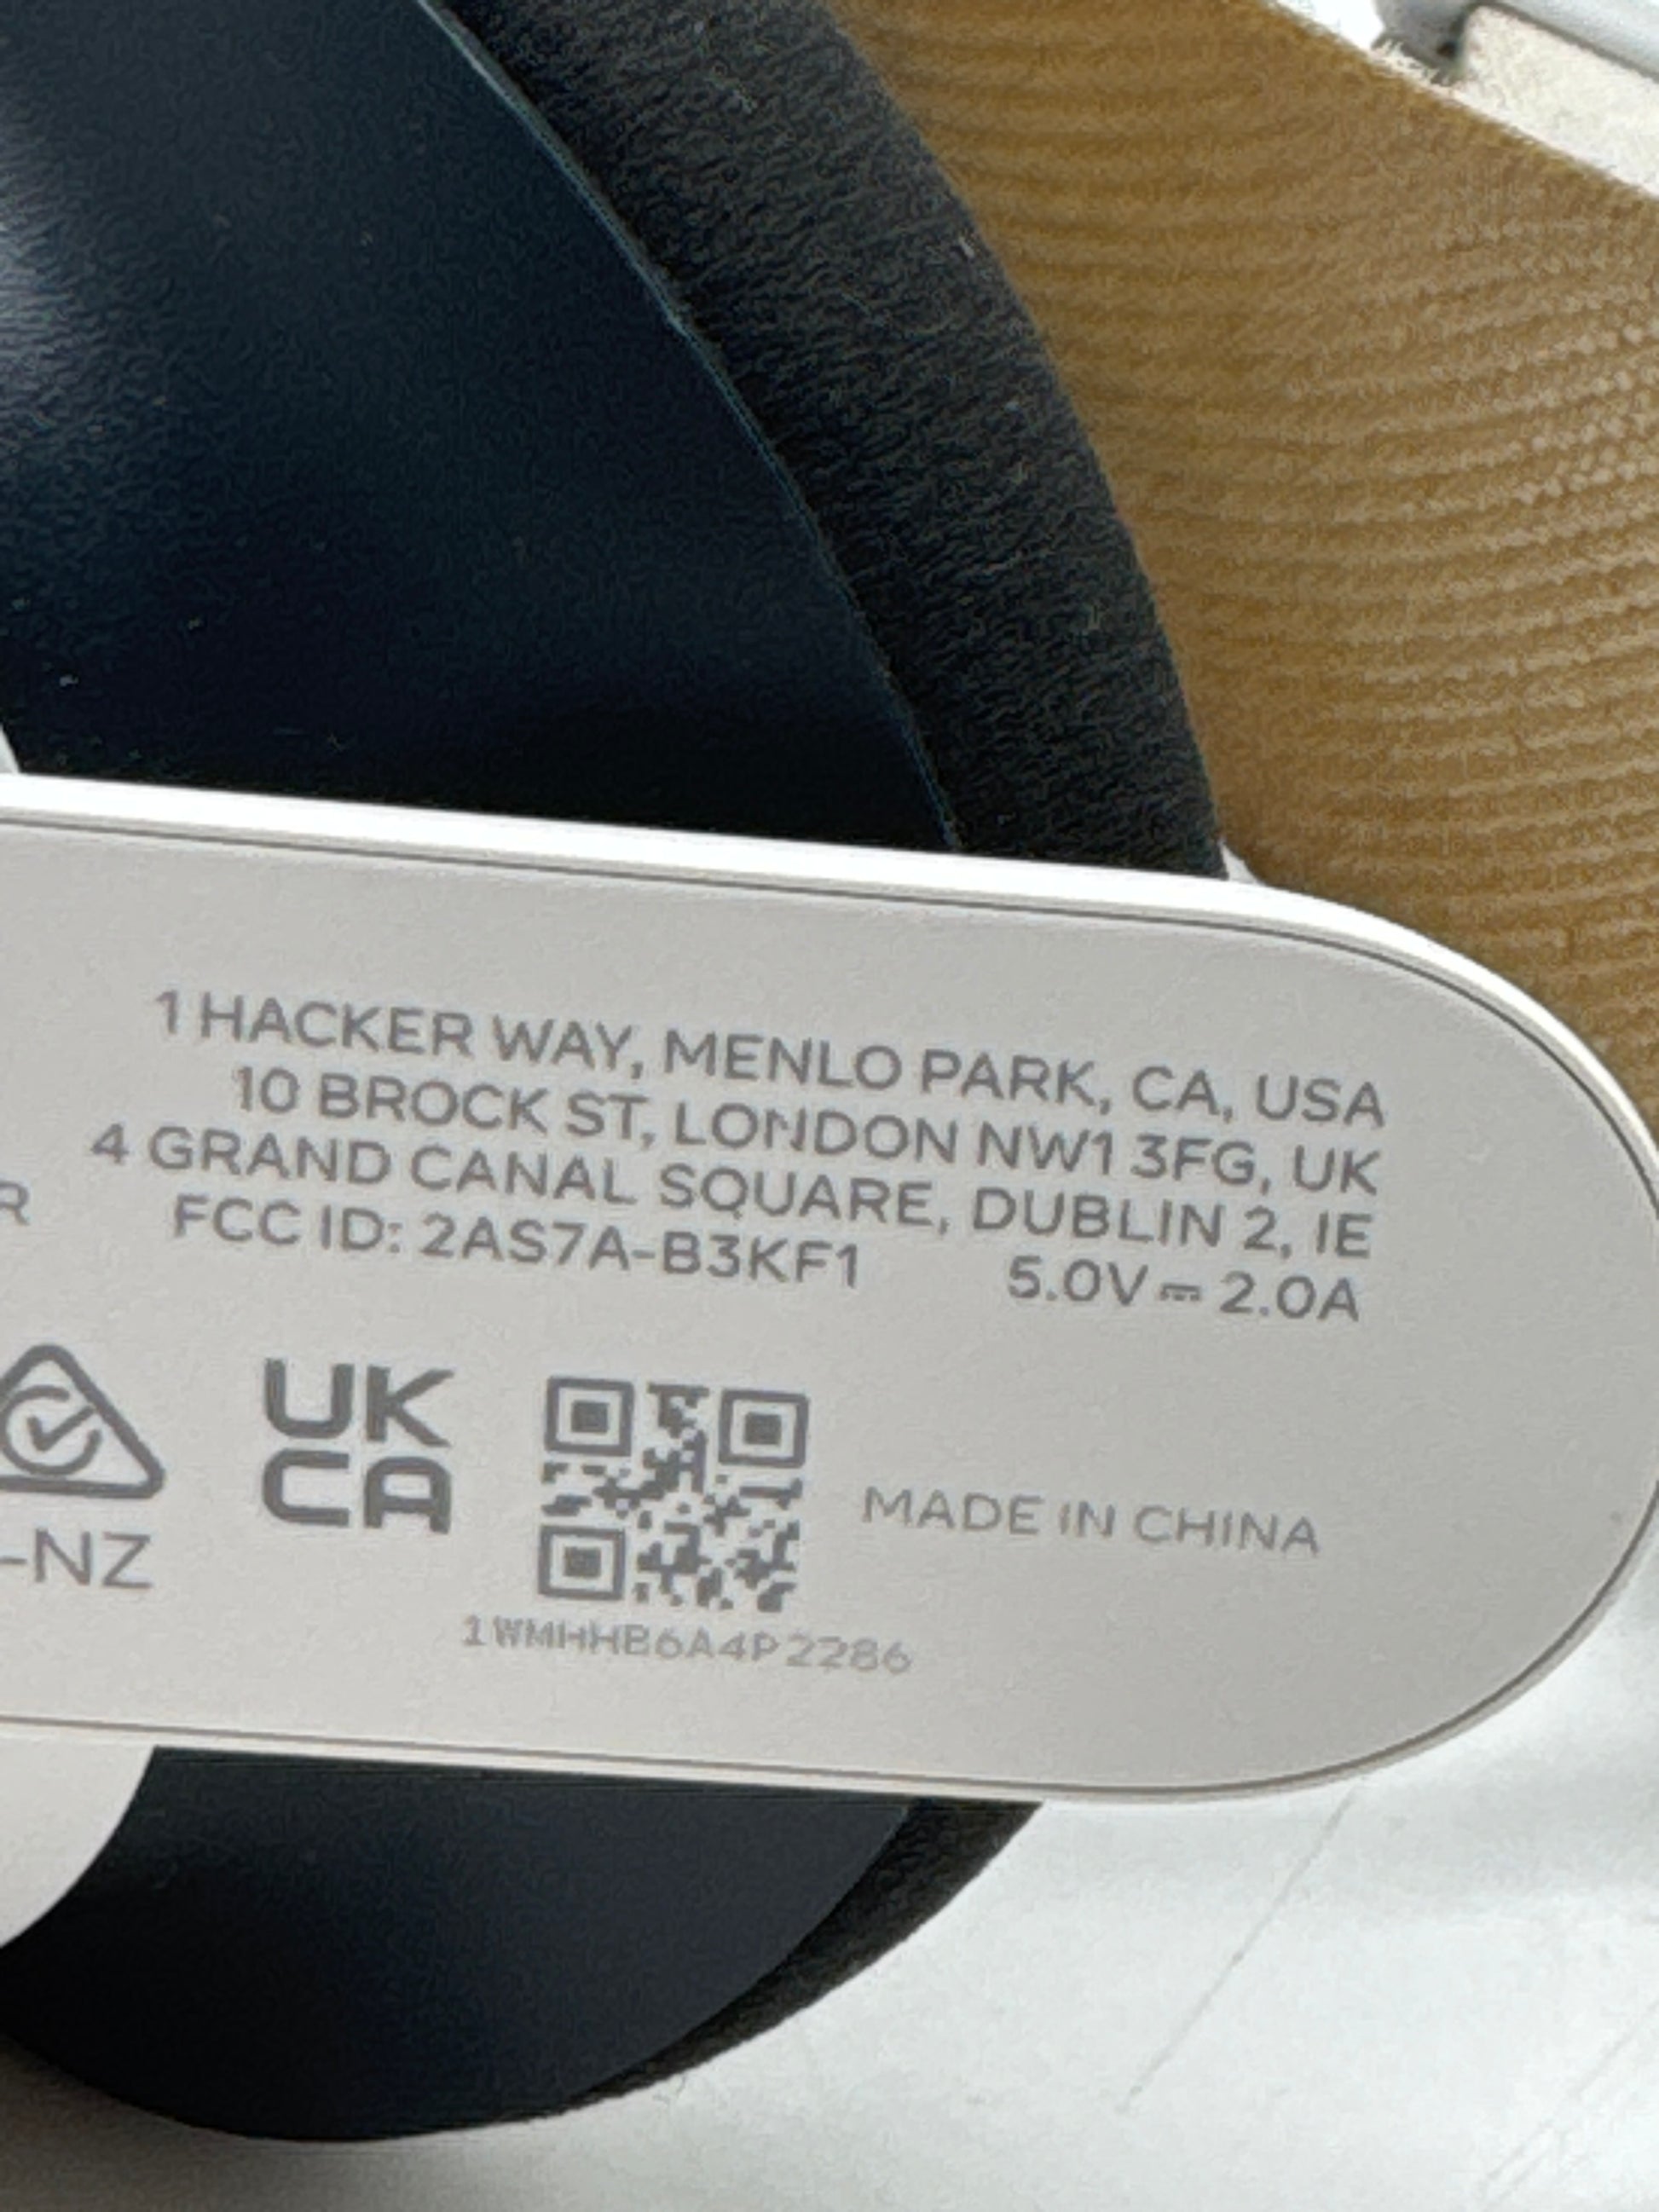 1 HACKER WAY, MENLO PARK, CA, USA
10 BROCK ST, LONDON NW1 3FG, UK
4 GRAND CANAL SQUARE, DUBLIN 2, IE
R
FCC ID: 2AS7A-B3KF1 5.0V⎓2.0A
UK
CA
MADE IN CHINA
-NZ
1WMHHB6A4P2286